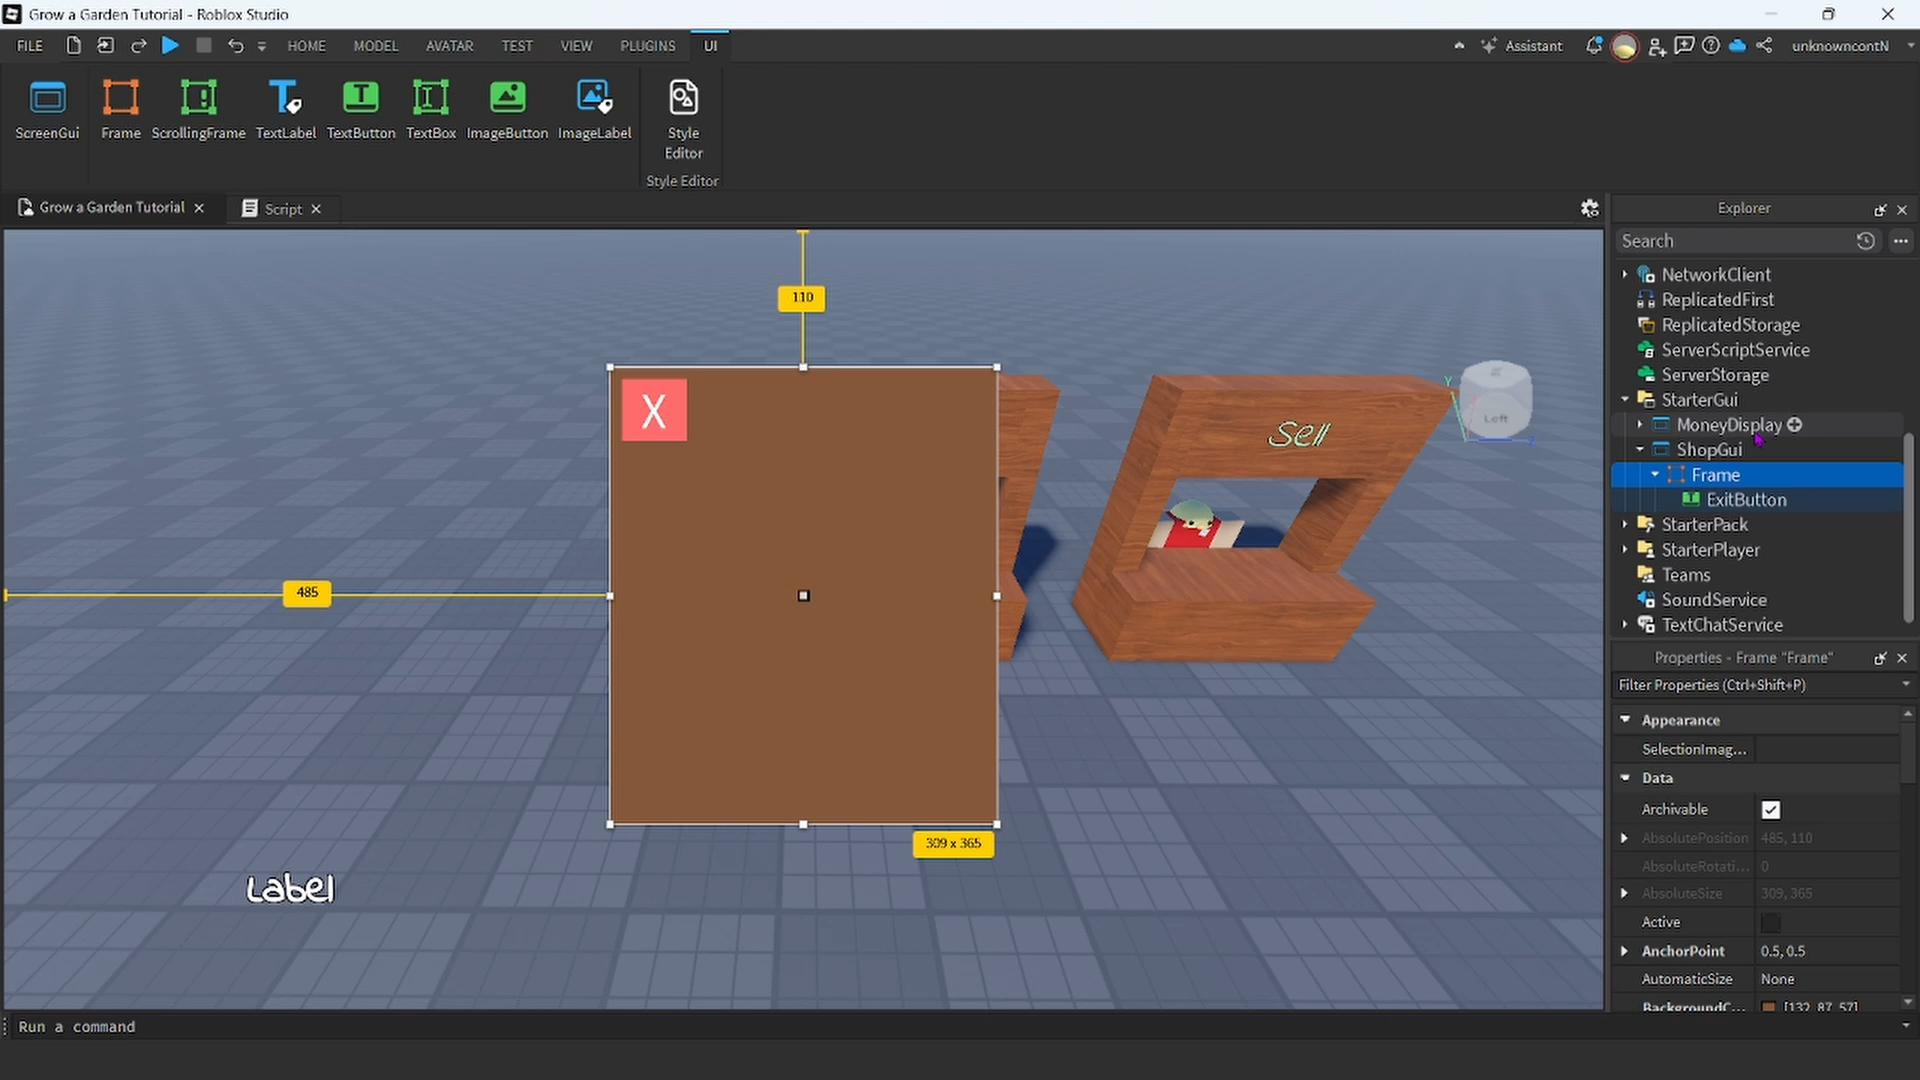 Grow a Garden Tutorial - Roblox Studio
FILE HOME MODEL AVATAR TEST VIEW PLUGINS UI Assistant unknowncontN
ScreenGui Frame ScrollingFrame TextLabel TextButton TextBox ImageButton ImageLabel Style Editor
Style Editor
Grow a Garden Tutorial Script
Explorer
Search
NetworkClient
ReplicatedFirst
ReplicatedStorage
ServerScriptService
ServerStorage
StarterGui
MoneyDisplay
ShopGui
Frame
ExitButton
StarterPack
StarterPlayer
Teams
SoundService
TextChatService
110
X
485
309 x 365
Sell
Left
Label
Properties - Frame "Frame"
Filter Properties (Ctrl+Shift+P)
Appearance
SelectionImag...
Data
Archivable
AbsolutePosition 485, 110
AbsoluteRotati... 0
AbsoluteSize 309, 365
Active
AnchorPoint 0.5, 0.5
AutomaticSize None
BackgroundC... [132, 87, 57]
Run a command